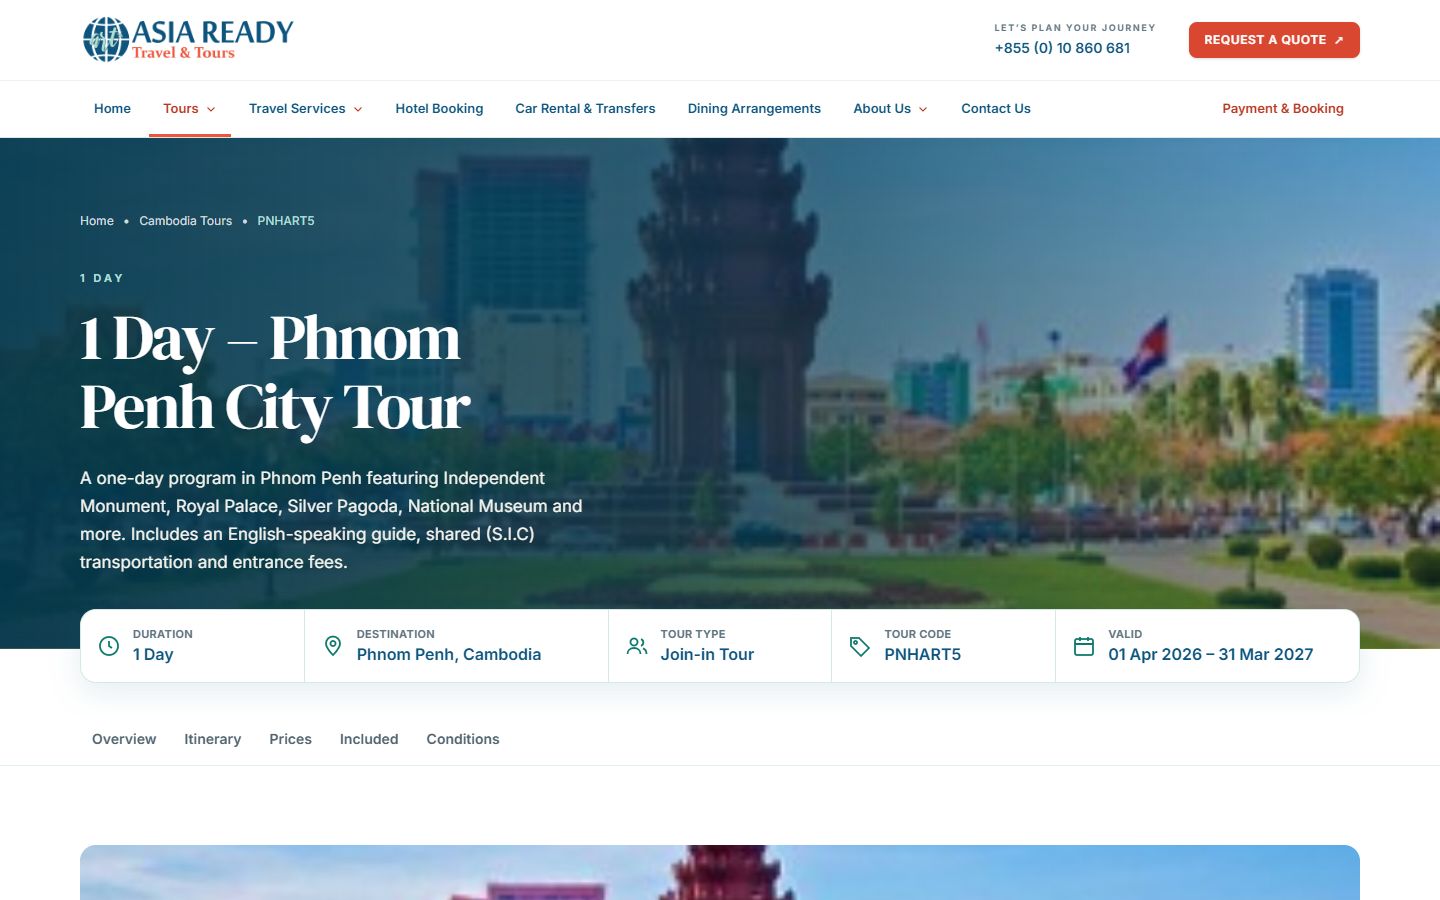 ASIA READY
Travel & Tours
LET'S PLAN YOUR JOURNEY
+855 (0) 10 860 681
REQUEST A QUOTE ↗
Home
Tours
Travel Services
Hotel Booking
Car Rental & Transfers
Dining Arrangements
About Us
Contact Us
Payment & Booking
Home • Cambodia Tours • PNHART5
1 DAY
1 Day – Phnom
Penh City Tour
A one-day program in Phnom Penh featuring Independent
Monument, Royal Palace, Silver Pagoda, National Museum and
more. Includes an English-speaking guide, shared (S.I.C)
transportation and entrance fees.
DURATION
1 Day
DESTINATION
Phnom Penh, Cambodia
TOUR TYPE
Join-in Tour
TOUR CODE
PNHART5
VALID
01 Apr 2026 – 31 Mar 2027
Overview
Itinerary
Prices
Included
Conditions